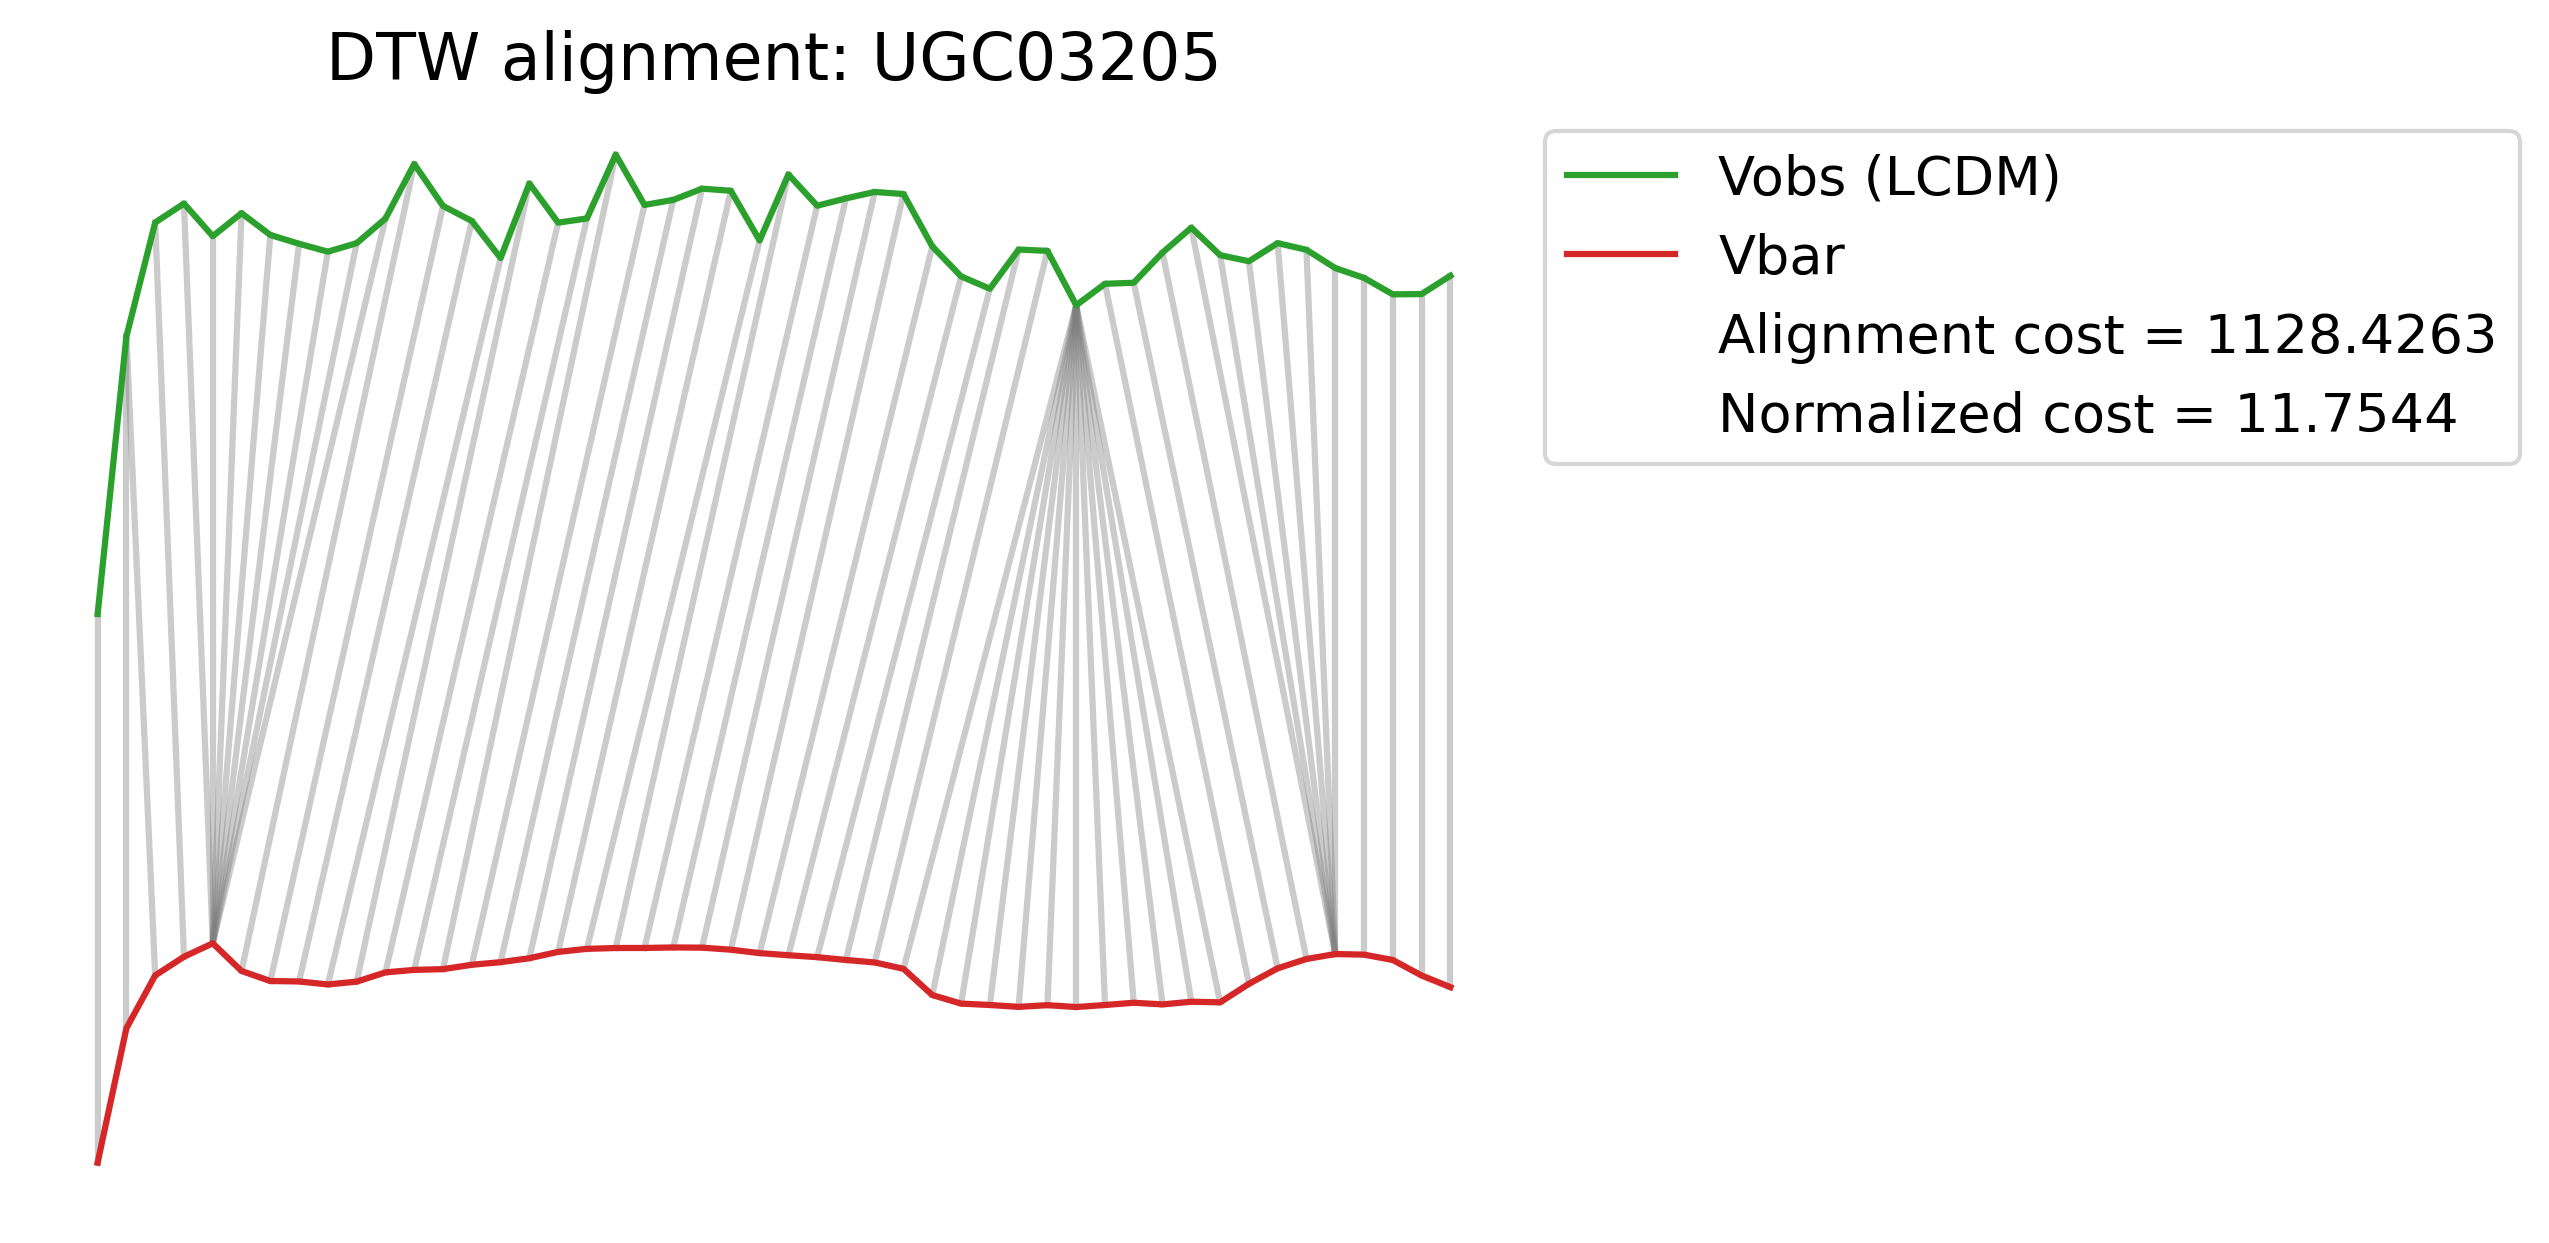 DTW alignment: UGC03205
Vobs (LCDM)
Vbar
Alignment cost = 1128.4263
Normalized cost = 11.7544